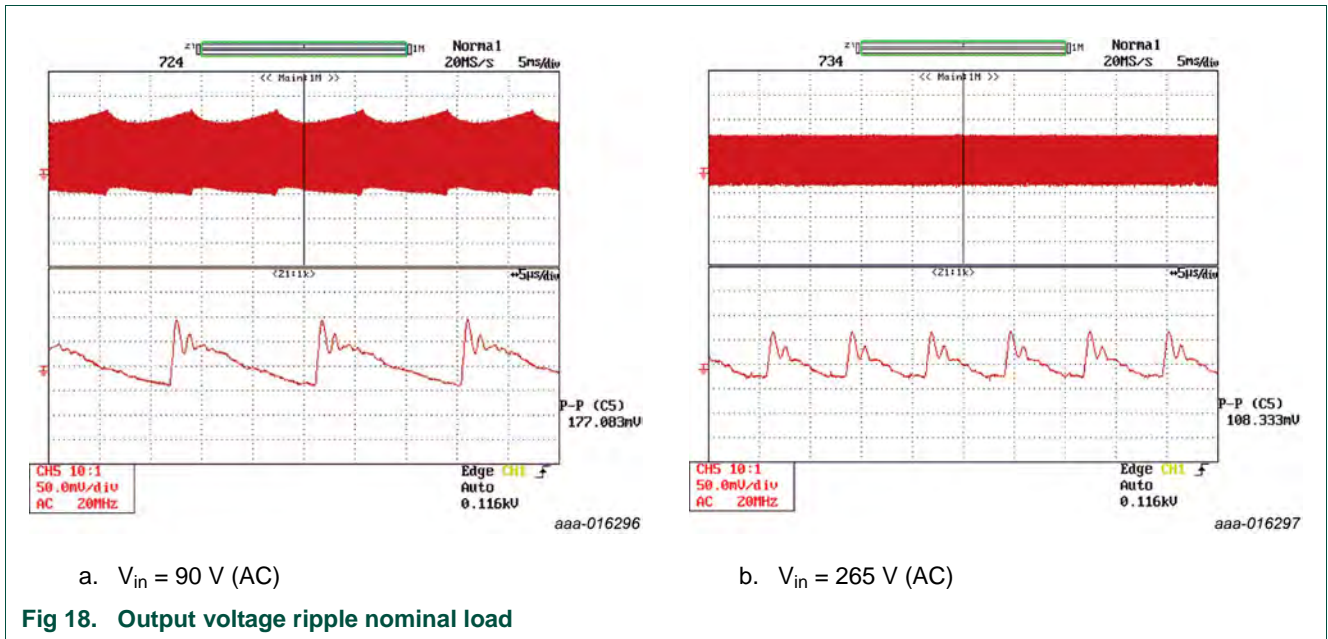 Normal
724
20MS/s
5ms/div
<< Main:1M >>
<Z1:1k>
5µs/div
P-P (C5)
177.083mV
CH5 10:1
50.0mV/div
AC 20MHz
Edge CH1
Auto
0.116kV
aaa-016296
a. Vin = 90 V (AC)
Normal
734
20MS/s
5ms/div
<< Main:1M >>
<Z1:1k>
5µs/div
P-P (C5)
108.333mV
CH5 10:1
50.0mV/div
AC 20MHz
Edge CH1
Auto
0.116kV
aaa-016297
b. Vin = 265 V (AC)
Fig 18. Output voltage ripple nominal load